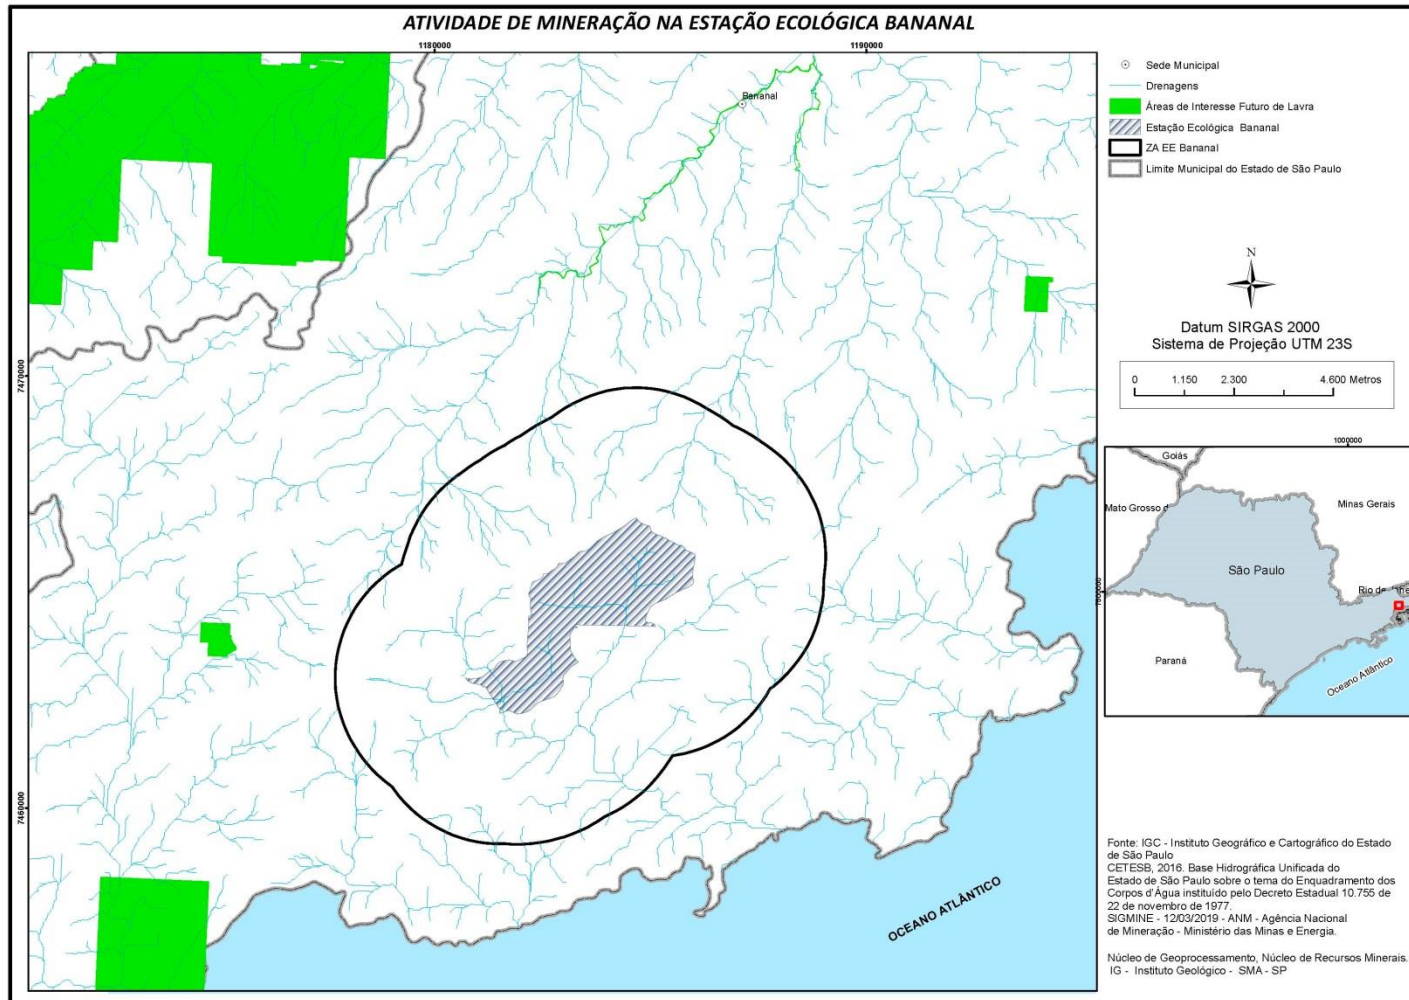 ATIVIDADE DE MINERAÇÃO NA ESTAÇÃO ECOLÓGICA BANANAL
1180000
1190000
Bananal
7470000
7460000
OCEANO ATLÂNTICO
Sede Municipal
Drenagens
Áreas de Interesse Futuro de Lavra
Estação Ecológica Bananal
ZA EE Bananal
Limite Municipal do Estado de São Paulo
N
Datum SIRGAS 2000
Sistema de Projeção UTM 23S
0 1.150 2.300 4.600 Metros
1000000
Goiás
Mato Grosso d
Minas Gerais
São Paulo
Paraná
Oceano Atlântico
Fonte: IGC - Instituto Geográfico e Cartográfico do Estado
de São Paulo
CETESB, 2016. Base Hidrográfica Unificada do
Estado de São Paulo sobre o tema do Enquadramento dos
Corpos d'Água instituído pelo Decreto Estadual 10.755 de
22 de novembro de 1977.
SIGMINE - 12/03/2019 - ANM - Agência Nacional
de Mineração - Ministério das Minas e Energia.
Núcleo de Geoprocessamento, Núcleo de Recursos Minerais.
IG - Instituto Geológico - SMA - SP